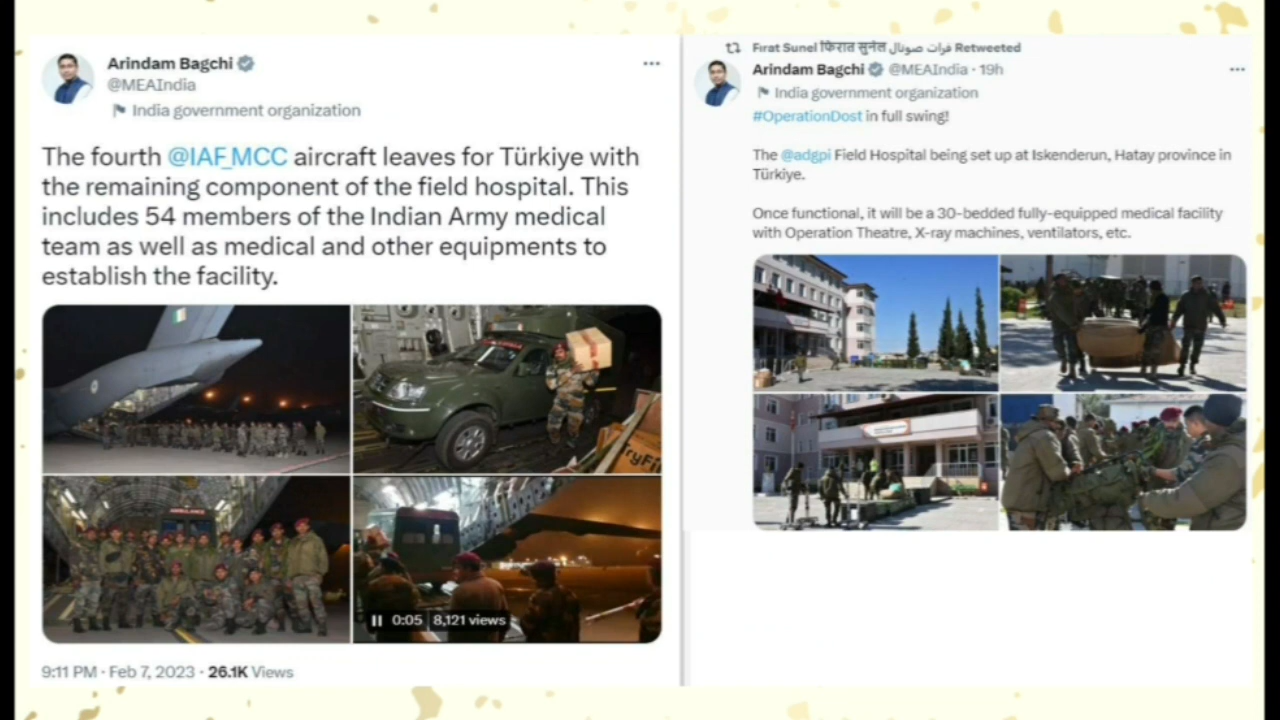 Arindam Bagchi
@MEAIndia
India government organization
The fourth @IAF_MCC aircraft leaves for Türkiye with
the remaining component of the field hospital. This
includes 54 members of the Indian Army medical
team as well as medical and other equipments to
establish the facility.
AMBULANCE
ryFi
0:05 8,121 views
9:11 PM · Feb 7, 2023 · 26.1K Views
Fırat Sunel फिरात सुनेल فرات صونال Retweeted
Arindam Bagchi @MEAIndia · 19h
India government organization
#OperationDost in full swing!
The @adgpi Field Hospital being set up at Iskenderun, Hatay province in
Türkiye.
Once functional, it will be a 30-bedded fully-equipped medical facility
with Operation Theatre, X-ray machines, ventilators, etc.